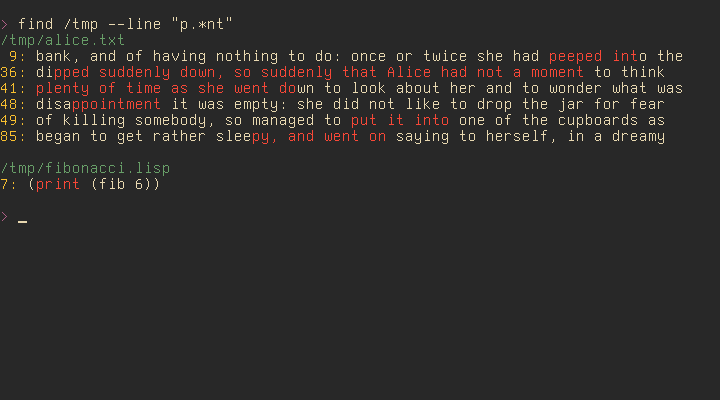 > find /tmp --line "p.*nt"
/tmp/alice.txt
9: bank, and of having nothing to do: once or twice she had peeped into the
36: dipped suddenly down, so suddenly that Alice had not a moment to think
41: plenty of time as she went down to look about her and to wonder what was
48: disappointment it was empty: she did not like to drop the jar for fear
49: of killing somebody, so managed to put it into one of the cupboards as
85: began to get rather sleepy, and went on saying to herself, in a dreamy
/tmp/fibonacci.lisp
7: (print (fib 6))
> _